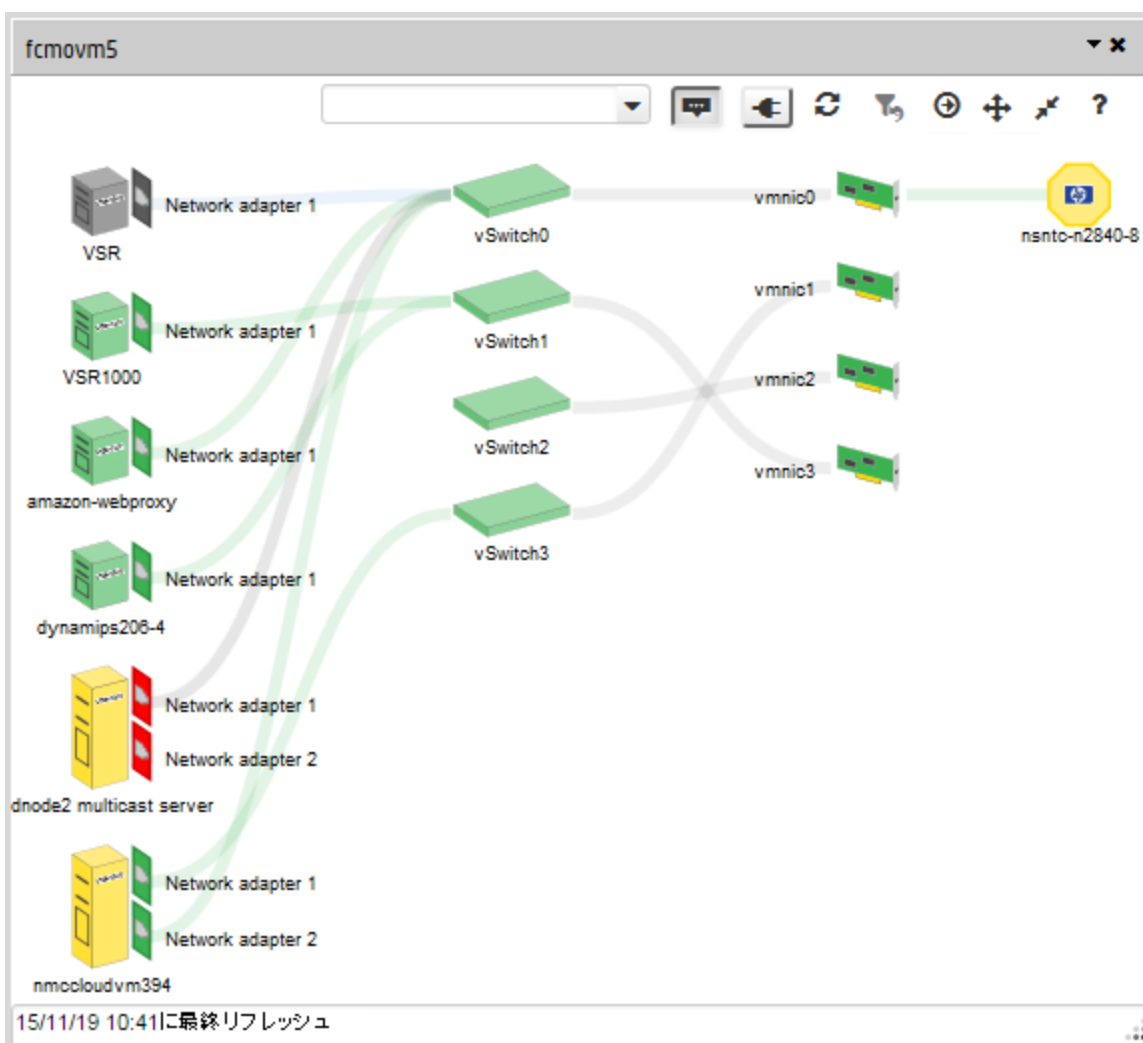 fcmovm5
?
Network adapter 1
VSR
Network adapter 1
VSR1000
Network adapter 1
amazon-webproxy
Network adapter 1
dynamips206-4
Network adapter 1
Network adapter 2
dnode2 multicast server
Network adapter 1
Network adapter 2
nmccloudvm394
vSwitch0
vSwitch1
vSwitch2
vSwitch3
vmnic0
vmnic1
vmnic2
vmnic3
hp
nsntc-n2840-8
15/11/19 10:41に最終リフレッシュ